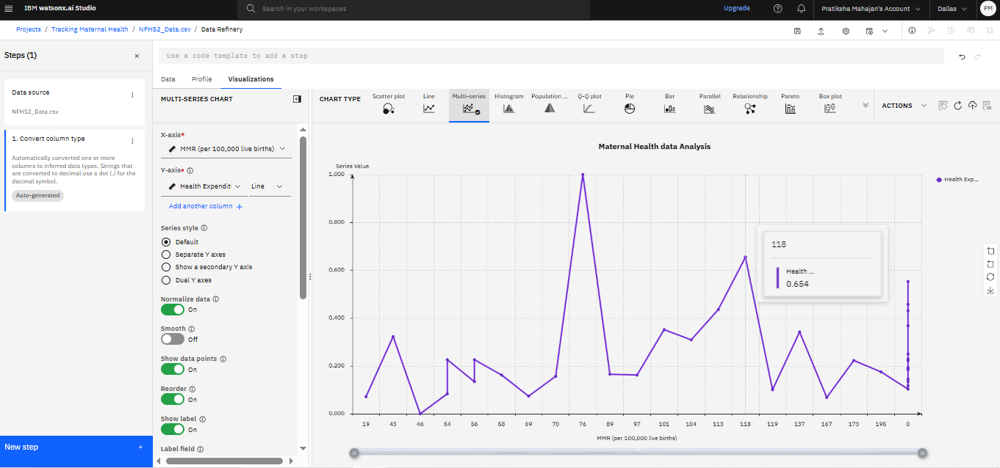 IBM watsonx.ai Studio
Search in your workspaces
Upgrade
Pratiksha Mahajan's Account
Dallas
PM
Projects / Tracking Maternal Health / NFHS2_Data.csv / Data Refinery
Steps (1)
Use a code template to add a step
Data source
NFHS2_Data.csv
1. Convert column type
Automatically converted one or more
columns to inferred data types. Strings that
are converted to decimal use a dot (.) for the
decimal symbol.
Auto-generated
New step +
Data Profile Visualizations
MULTI-SERIES CHART
X-axis*
MMR (per 100,000 live births)
Y-axis*
Health Expendit
Line
Add another column +
Series style
Default
Separate Y axes
Show a secondary Y axis
Dual Y axes
Normalize data
On
Smooth
Off
Show data points
On
Reorder
On
Show label
On
Label field
CHART TYPE
Scatter plot
Line
Multi-series
Histogram
Population ...
Q-Q plot
Pie
Bar
Parallel
Relationship
Pareto
Box plot
ACTIONS
Maternal Health data Analysis
Series Value
1.000
0.800
0.600
0.400
0.200
0.000
19 43 46 54 56 58 69 70 76 89 97 101 104 113 118 119 137 167 173 195 0
MMR (per 100,000 live births)
Health Exp...
118
Health ...
0.654